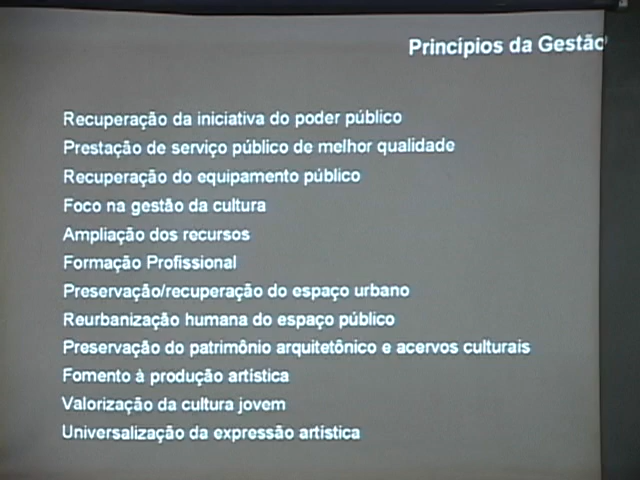 Princípios da Gestão
Recuperação da iniciativa do poder público
Prestação de serviço público de melhor qualidade
Recuperação do equipamento público
Foco na gestão da cultura
Ampliação dos recursos
Formação Profissional
Preservação/recuperação do espaço urbano
Reurbanização humana do espaço público
Preservação do patrimônio arquitetônico e acervos culturais
Fomento à produção artística
Valorização da cultura jovem
Universalização da expressão artística